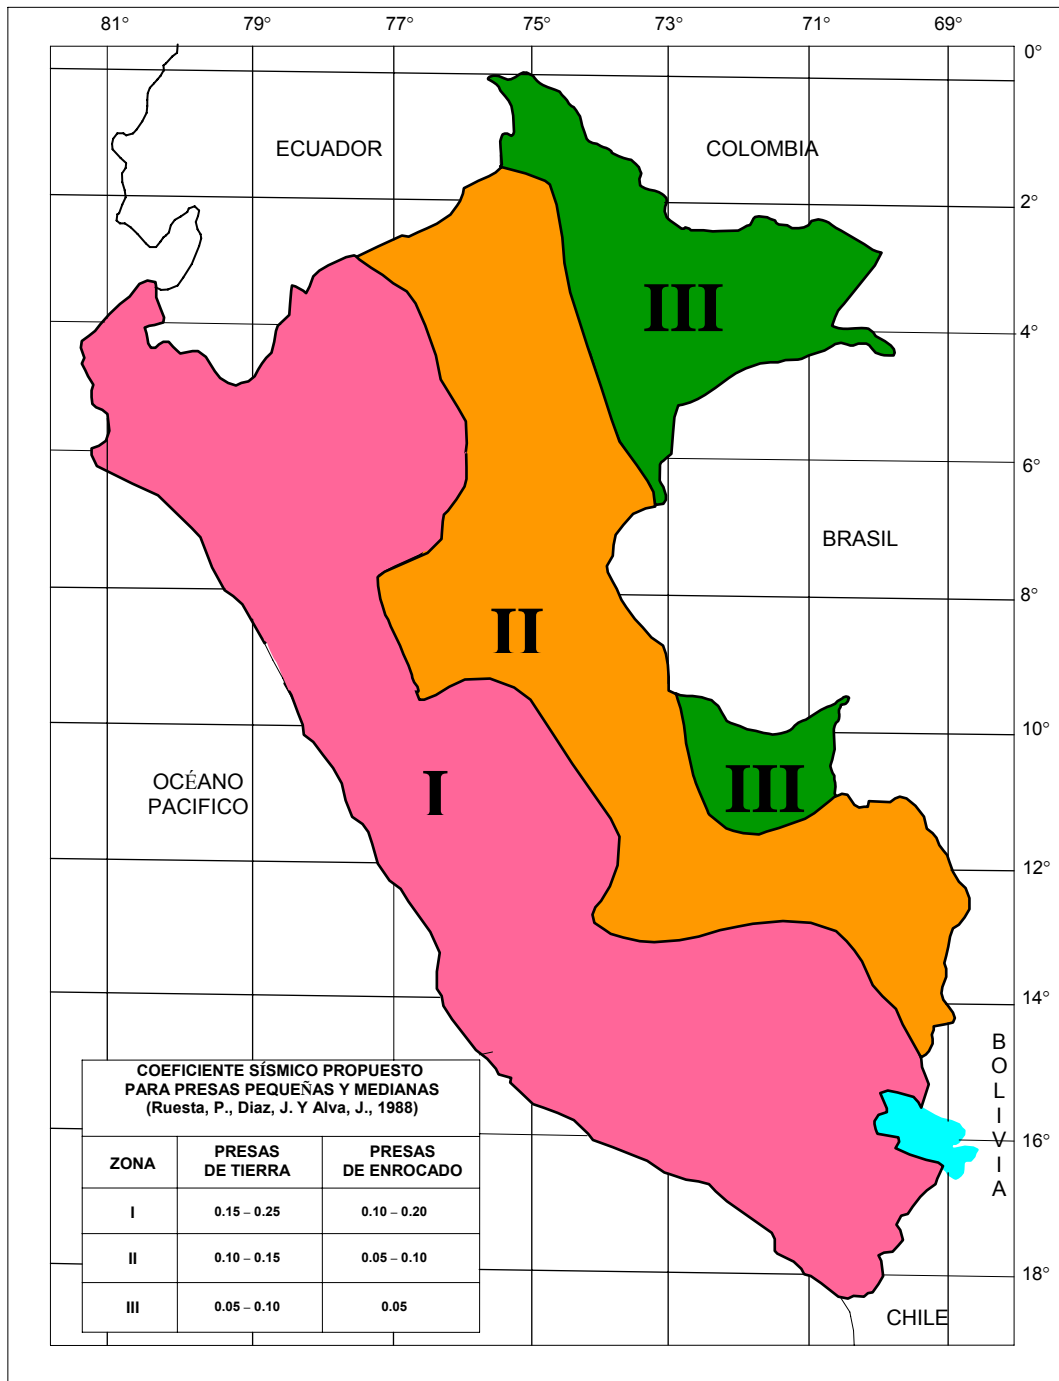 81° 79° 77° 75° 73° 71° 69°
0°
ECUADOR COLOMBIA
2°
III
4°
6°
BRASIL
8°
II
10°
OCÉANO
PACIFICO
I
III
12°
14°
BOLIVIA
COEFICIENTE SÍSMICO PROPUESTO
PARA PRESAS PEQUEÑAS Y MEDIANAS
(Ruesta, P., Diaz, J. Y Alva, J., 1988)
ZONA PRESAS DE TIERRA PRESAS DE ENROCADO
I 0.15 – 0.25 0.10 – 0.20
II 0.10 – 0.15 0.05 – 0.10
III 0.05 – 0.10 0.05
16°
18°
CHILE